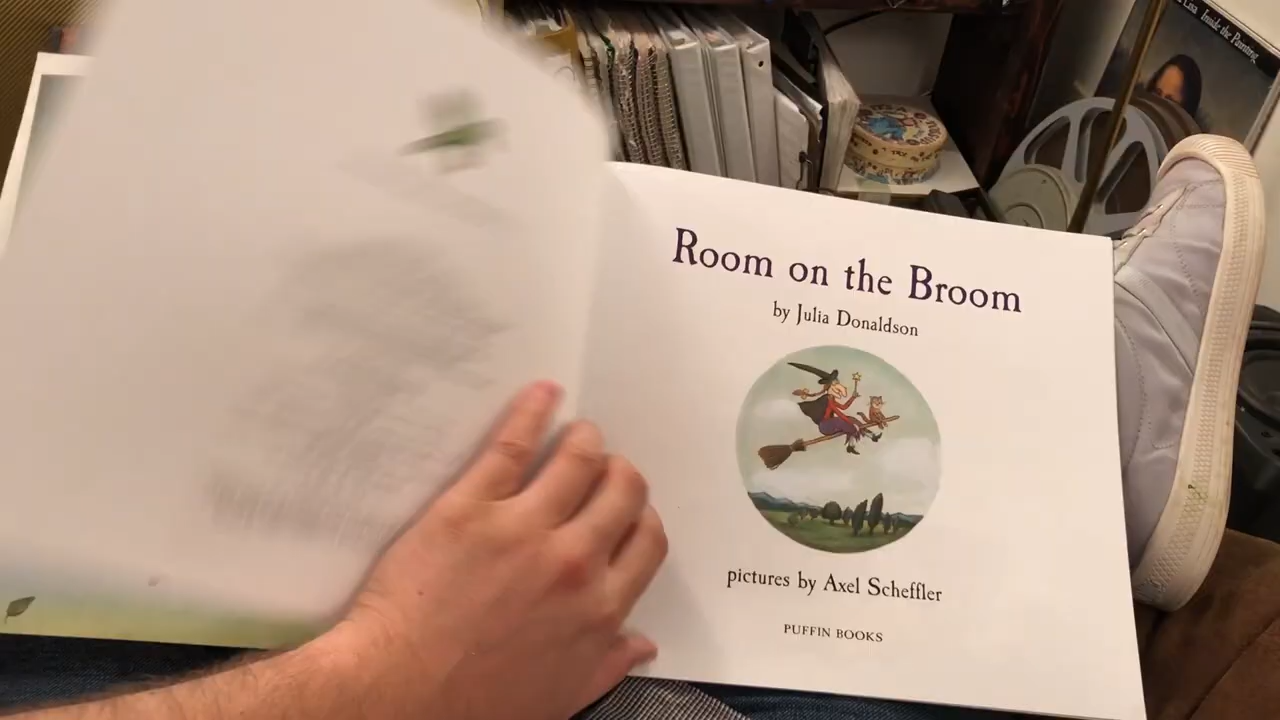 Inside the Painting
Room on the Broom
by Julia Donaldson
pictures by Axel Scheffler
PUFFIN BOOKS